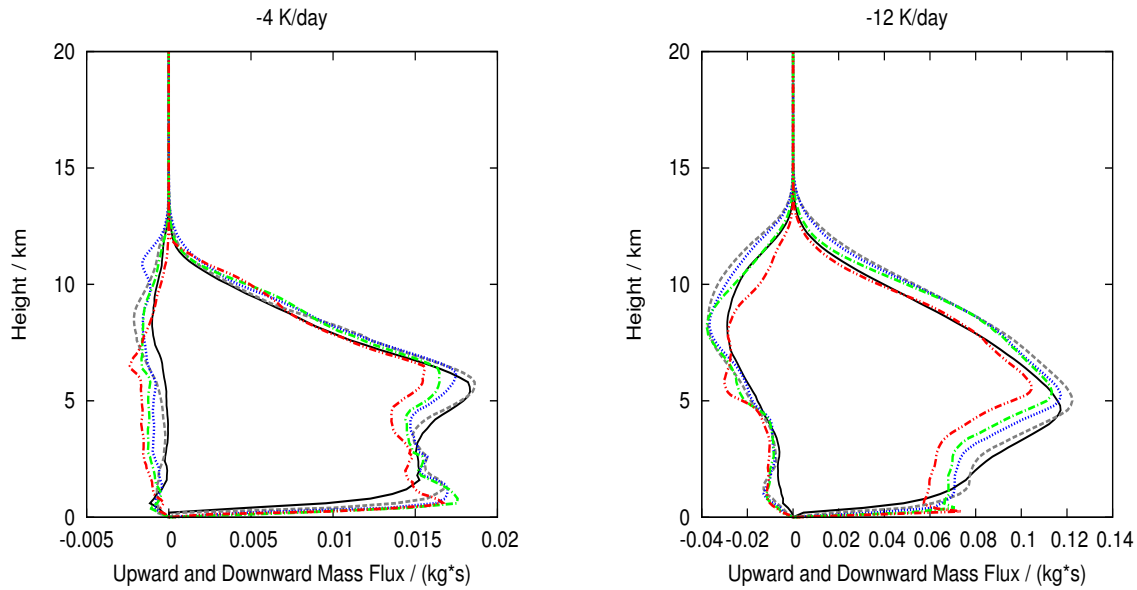 -4 K/day
20
15
10
5
0
-0.005 0 0.005 0.01 0.015 0.02
Height / km
Upward and Downward Mass Flux / (kg*s)
-12 K/day
20
15
10
5
0
-0.04 -0.02 0 0.02 0.04 0.06 0.08 0.1 0.12 0.14
Height / km
Upward and Downward Mass Flux / (kg*s)